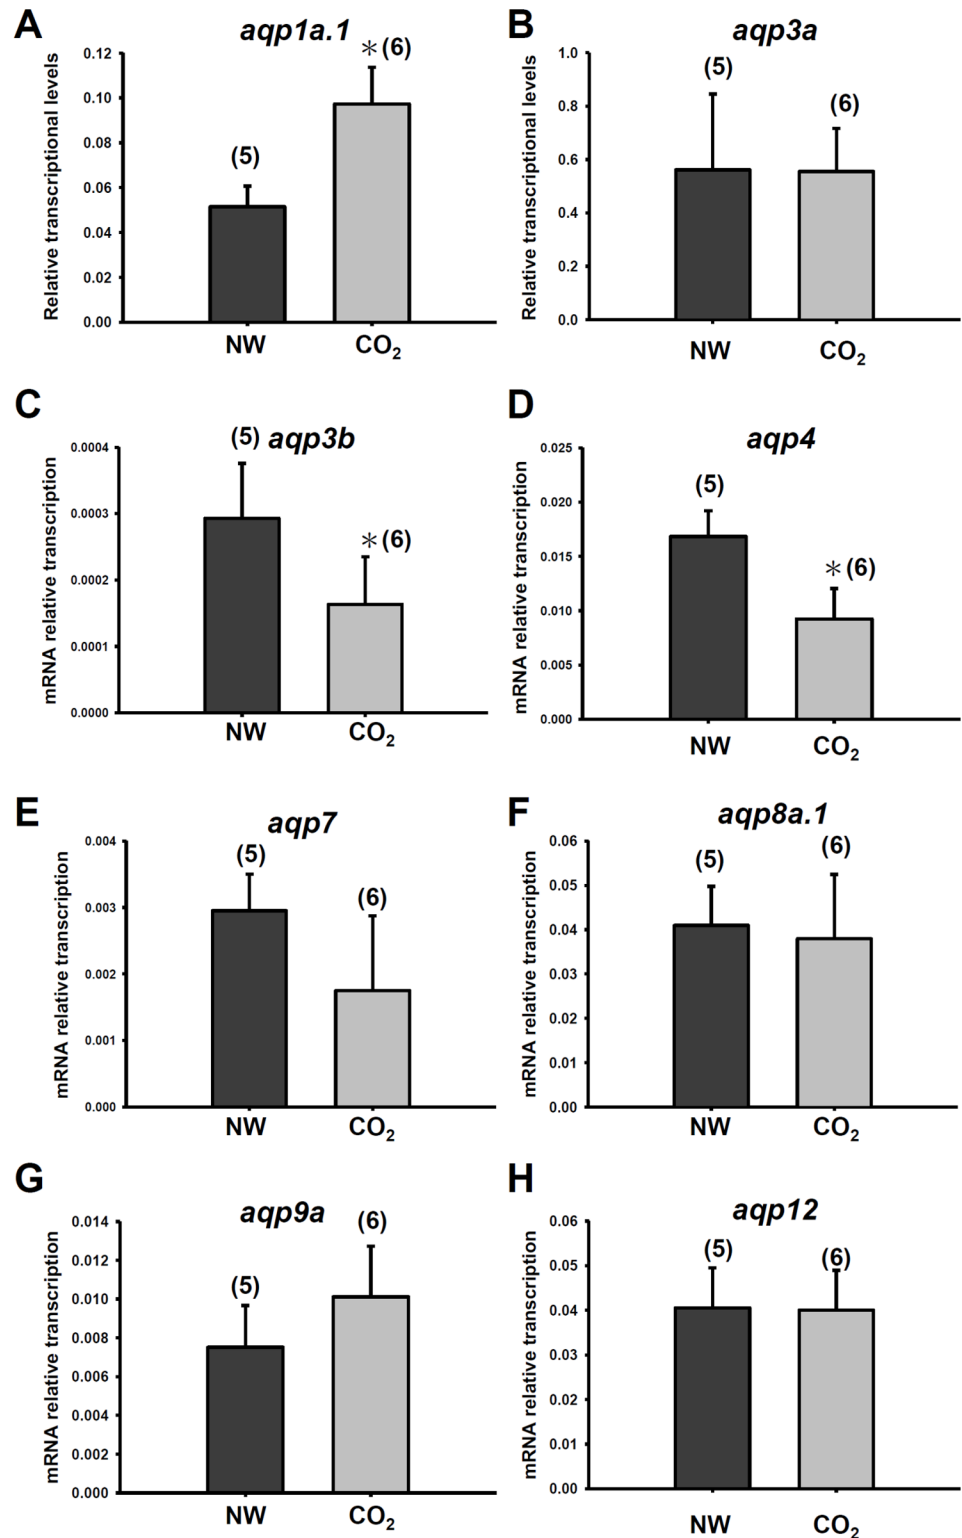 A
aqp1a.1
Relative transcriptional levels
0.12
0.10
0.08
0.06
0.04
0.02
0.00
(5)
*(6)
NW
CO₂
B
aqp3a
Relative transcriptional levels
1.0
0.8
0.6
0.4
0.2
0.0
(5)
(6)
NW
CO₂
C
aqp3b
mRNA relative transcription
0.0004
0.0003
0.0002
0.0001
0.0000
(5)
*(6)
NW
CO₂
D
aqp4
mRNA relative transcription
0.025
0.020
0.015
0.010
0.005
0.000
(5)
*(6)
NW
CO₂
E
aqp7
mRNA relative transcription
0.004
0.003
0.002
0.001
0.000
(5)
(6)
NW
CO₂
F
aqp8a.1
mRNA relative transcription
0.06
0.05
0.04
0.03
0.02
0.01
0.00
(5)
(6)
NW
CO₂
G
aqp9a
mRNA relative transcription
0.014
0.012
0.010
0.008
0.006
0.004
0.002
0.000
(5)
(6)
NW
CO₂
H
aqp12
mRNA relative transcription
0.06
0.05
0.04
0.03
0.02
0.01
0.00
(5)
(6)
NW
CO₂